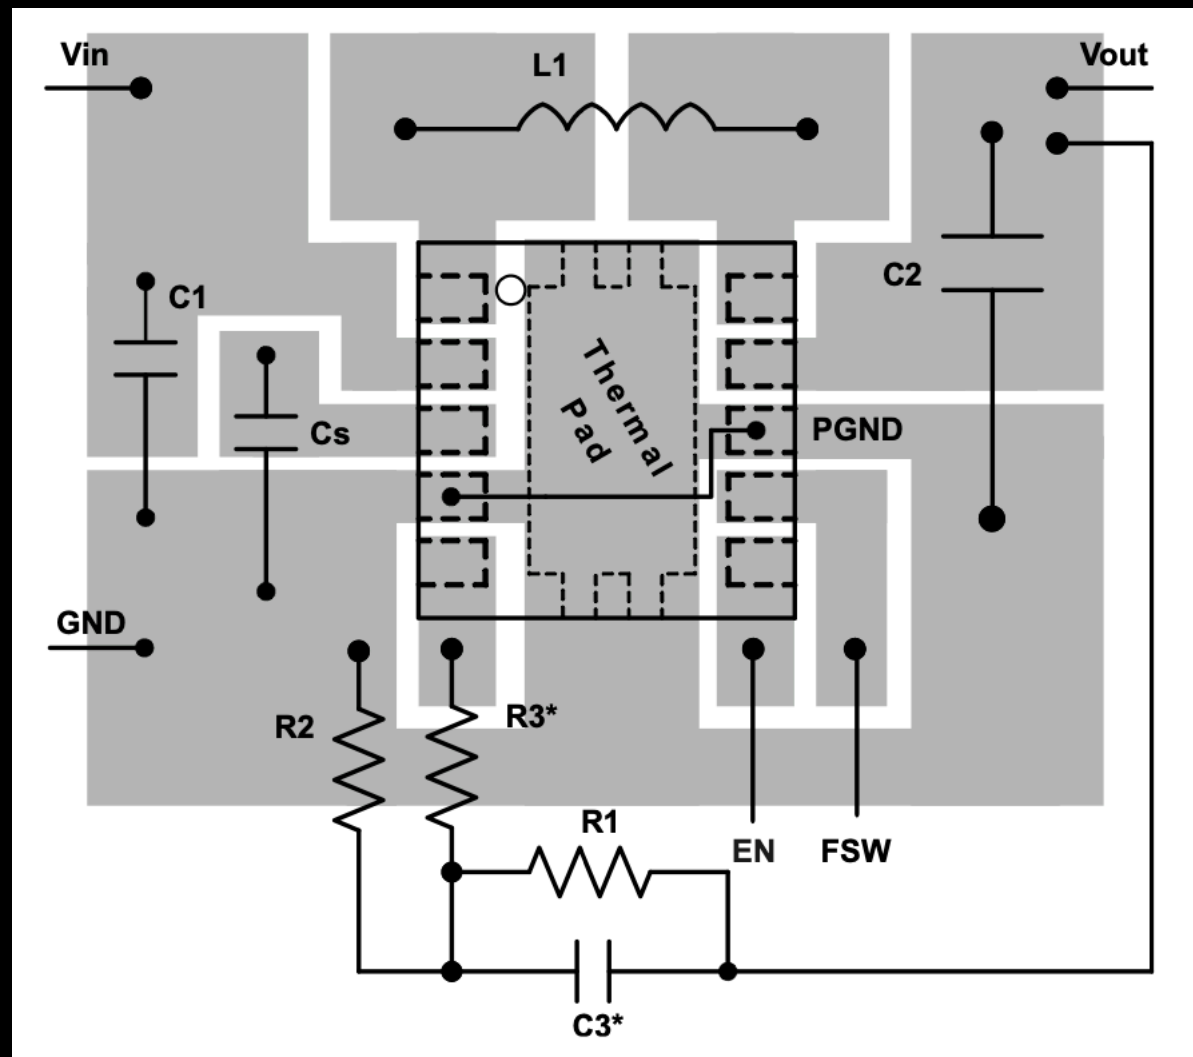 Vin
L1
Vout
C1
C2
Thermal
Pad
Cs
PGND
GND
R2
R3*
R1
EN
FSW
C3*